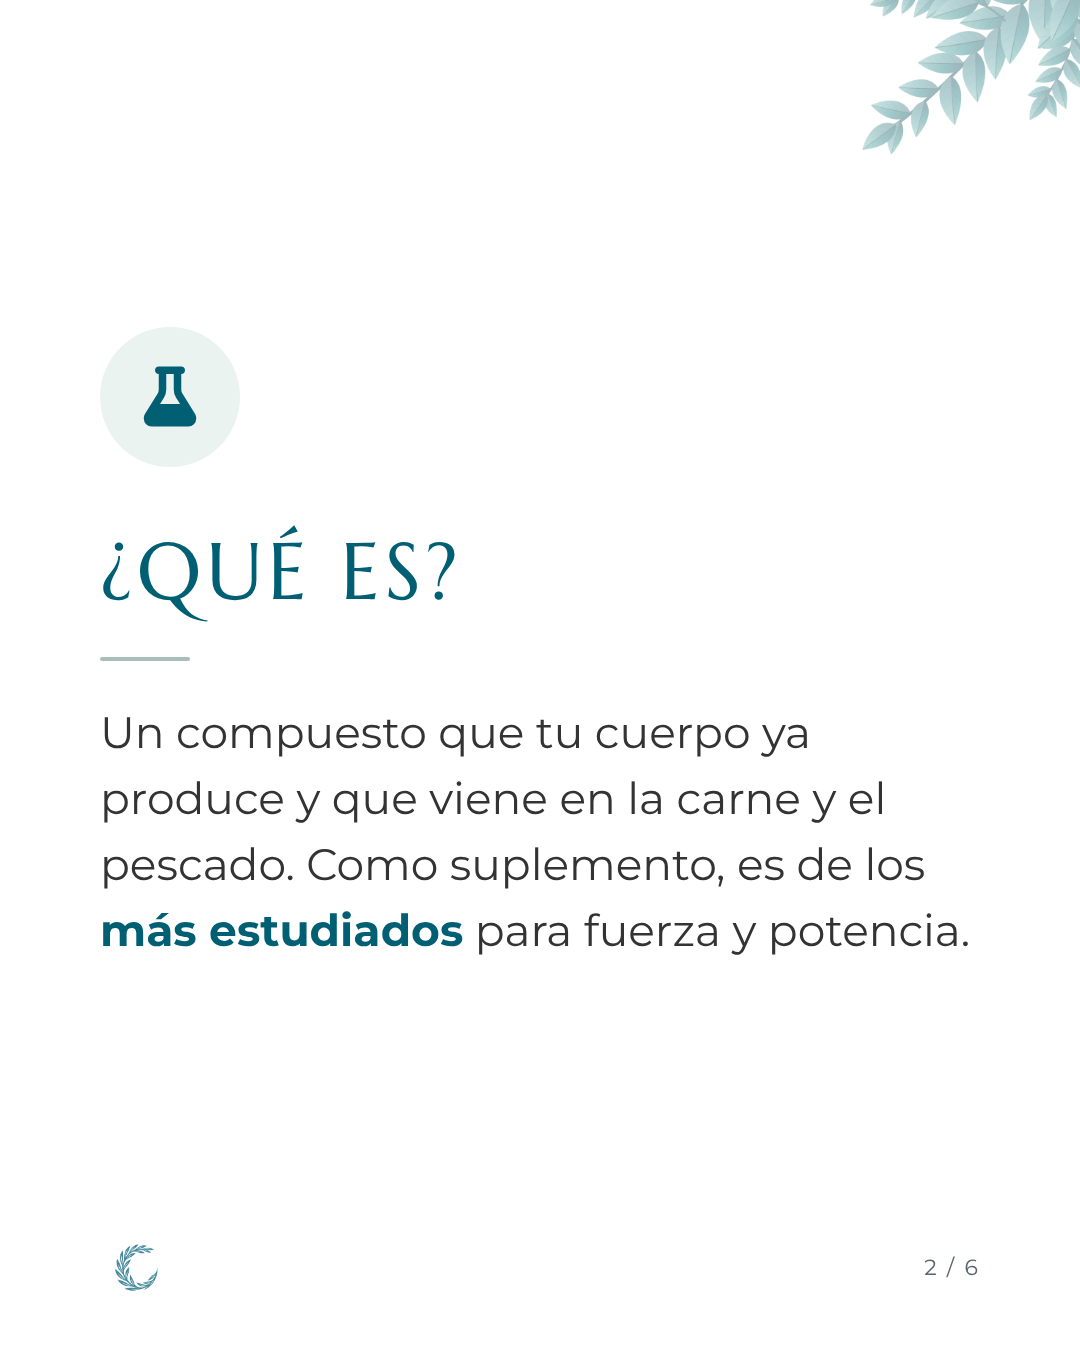 ¿QUÉ ES?
Un compuesto que tu cuerpo ya
produce y que viene en la carne y el
pescado. Como suplemento, es de los
más estudiados para fuerza y potencia.
2 / 6